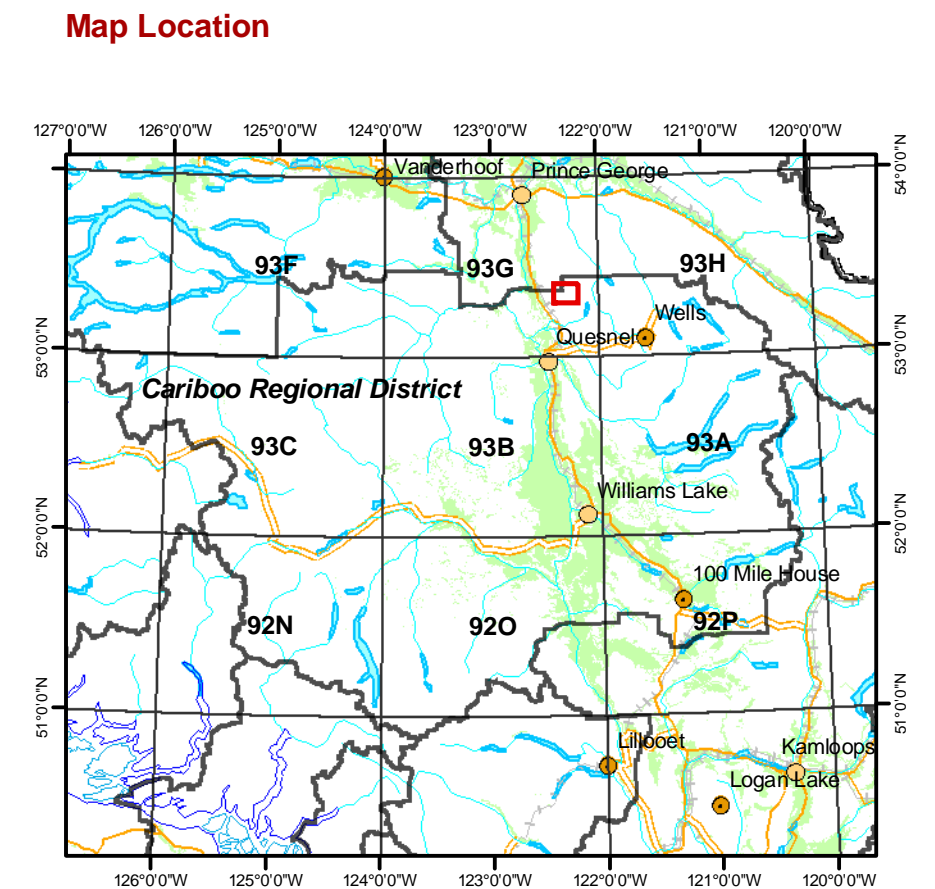 Map Location
127°0'0"W 126°0'0"W 125°0'0"W 124°0'0"W 123°0'0"W 122°0'0"W 121°0'0"W 120°0'0"W
54°0'0"N
Vanderhoof
Prince George
93F
93G
93H
Wells
53°0'0"N
53°0'0"N
Quesnel
Cariboo Regional District
93C
93B
93A
Williams Lake
52°0'0"N
52°0'0"N
100 Mile House
92N
92O
92P
51°0'0"N
51°0'0"N
Lillooet
Kamloops
Logan Lake
126°0'0"W 125°0'0"W 124°0'0"W 123°0'0"W 122°0'0"W 121°0'0"W 120°0'0"W